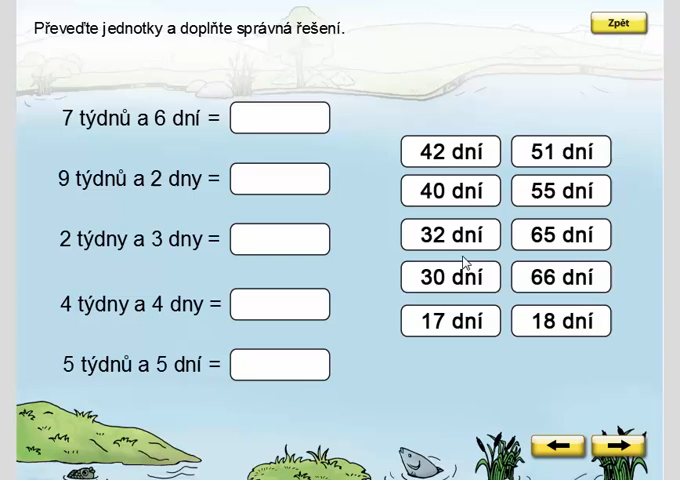 Převeďte jednotky a doplňte správná řešení.
Zpět
7 týdnů a 6 dní =
9 týdnů a 2 dny =
2 týdny a 3 dny =
4 týdny a 4 dny =
5 týdnů a 5 dní =
42 dní 51 dní
40 dní 55 dní
32 dní 65 dní
30 dní 66 dní
17 dní 18 dní